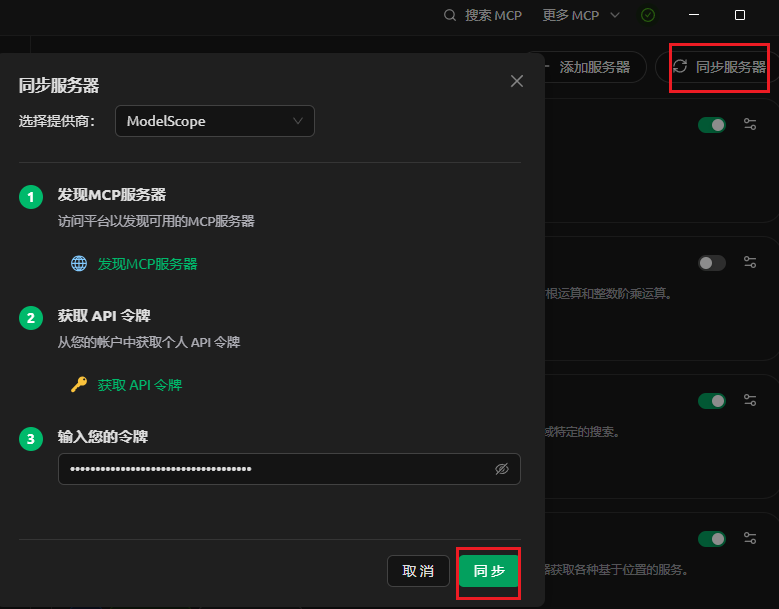 搜索 MCP 更多 MCP
添加服务器 同步服务器
同步服务器
选择提供商： ModelScope
1 发现MCP服务器
访问平台以发现可用的MCP服务器
发现MCP服务器
根运算和整数阶乘运算。
2 获取 API 令牌
从您的帐户中获取个人 API 令牌
获取 API 令牌
3 输入您的令牌
域特定的搜索。
••••••••••••••••••••••••••••••••••••
取消 同步
器获取各种基于位置的服务。